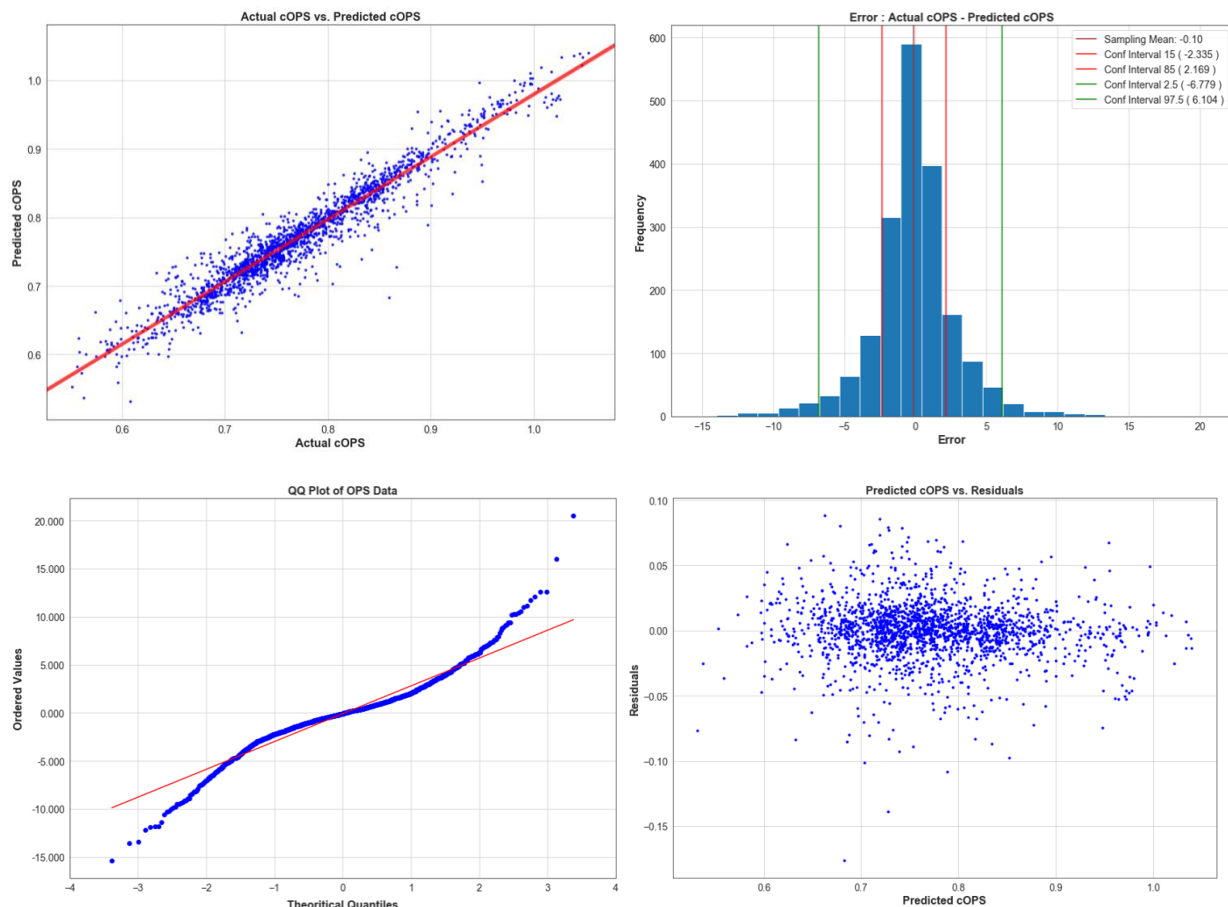 Actual cOPS vs. Predicted cOPS
Predicted cOPS
1.0
0.9
0.8
0.7
0.6
0.6 0.7 0.8 0.9 1.0
Actual cOPS
Error : Actual cOPS - Predicted cOPS
Sampling Mean: -0.10
Conf Interval 15 ( -2.335)
Conf Interval 85 ( 2.169 )
Conf Interval 2.5 ( -6.779)
Conf Interval 97.5 ( 6.104 )
Frequency
600
500
400
300
200
100
0
−15 −10 −5 0 5 10 15 20
Error
QQ Plot of OPS Data
Ordered Values
20.000
15.000
10.000
5.000
0.000
-5.000
-10.000
-15.000
−4 −3 −2 −1 0 1 2 3 4
Theoritical Quantiles
Predicted cOPS vs. Residuals
Residuals
0.10
0.05
0.00
−0.05
−0.10
−0.15
0.6 0.7 0.8 0.9 1.0
Predicted cOPS